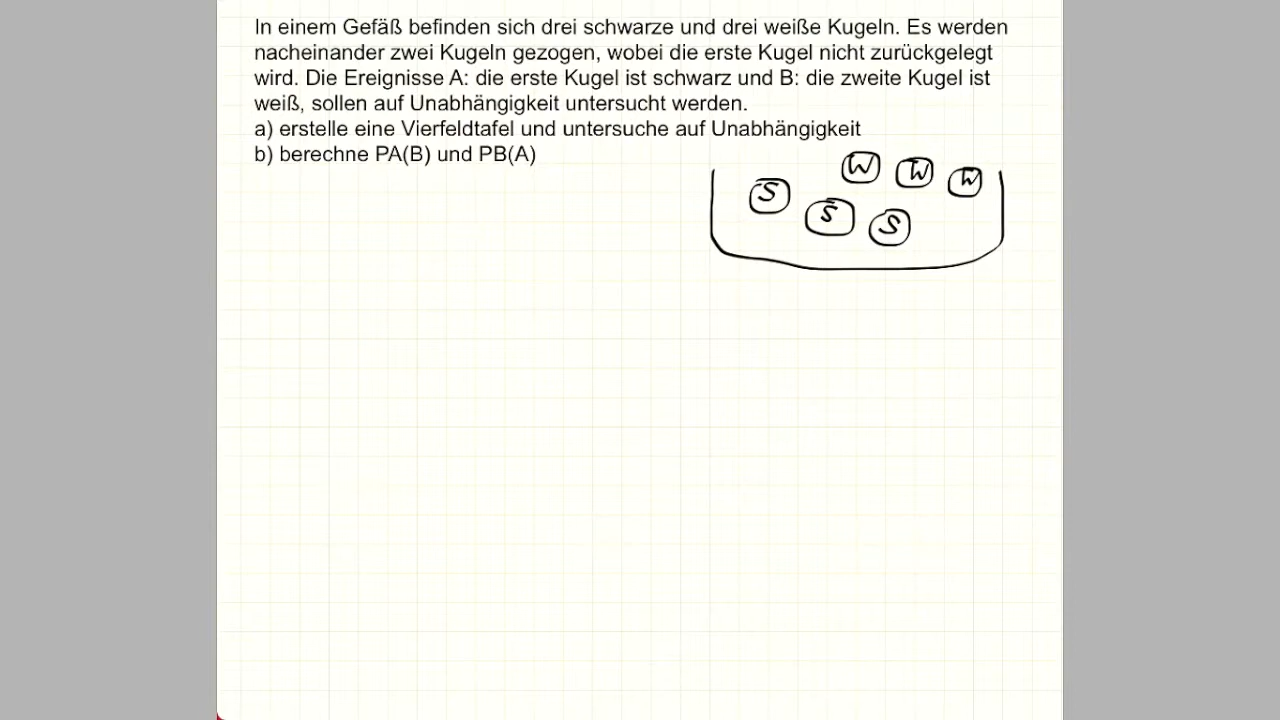 In einem Gefäß befinden sich drei schwarze und drei weiße Kugeln. Es werden
nacheinander zwei Kugeln gezogen, wobei die erste Kugel nicht zurückgelegt
wird. Die Ereignisse A: die erste Kugel ist schwarz und B: die zweite Kugel ist
weiß, sollen auf Unabhängigkeit untersucht werden.
a) erstelle eine Vierfeldtafel und untersuche auf Unabhängigkeit
b) berechne PA(B) und PB(A)
W W W
S S S